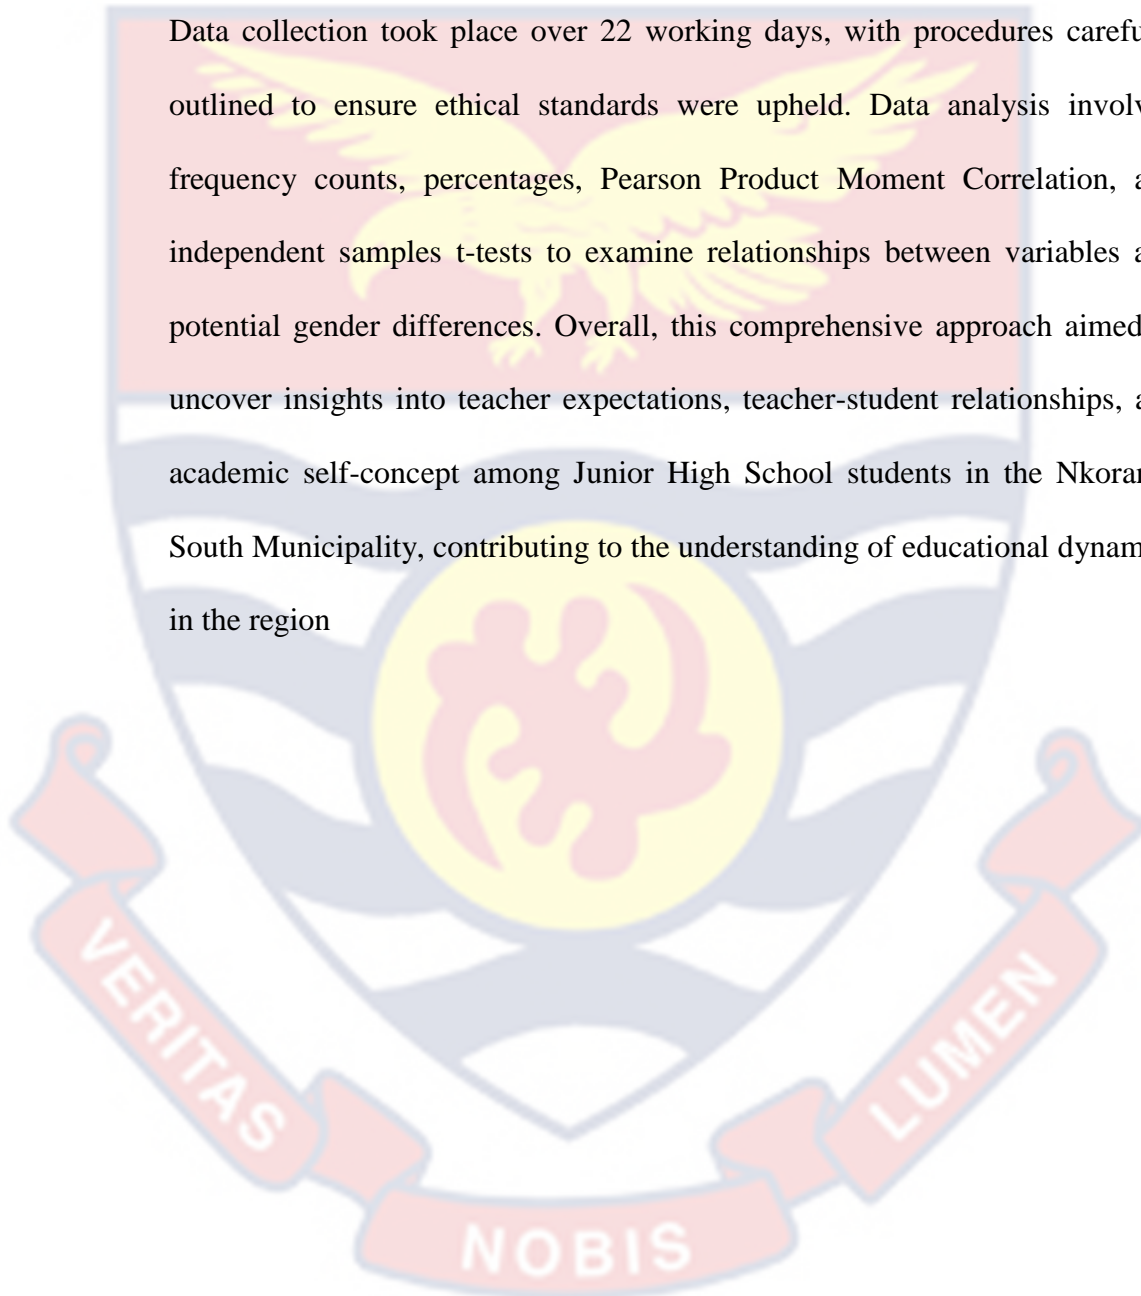 Data collection took place over 22 working days, with procedures carefu
outlined to ensure ethical standards were upheld. Data analysis involv
frequency counts, percentages, Pearson Product Moment Correlation, a
independent samples t-tests to examine relationships between variables a
potential gender differences. Overall, this comprehensive approach aimed
uncover insights into teacher expectations, teacher-student relationships, a
academic self-concept among Junior High School students in the Nkoran
South Municipality, contributing to the understanding of educational dynam
in the region
VERITAS
NOBIS
LUMEN